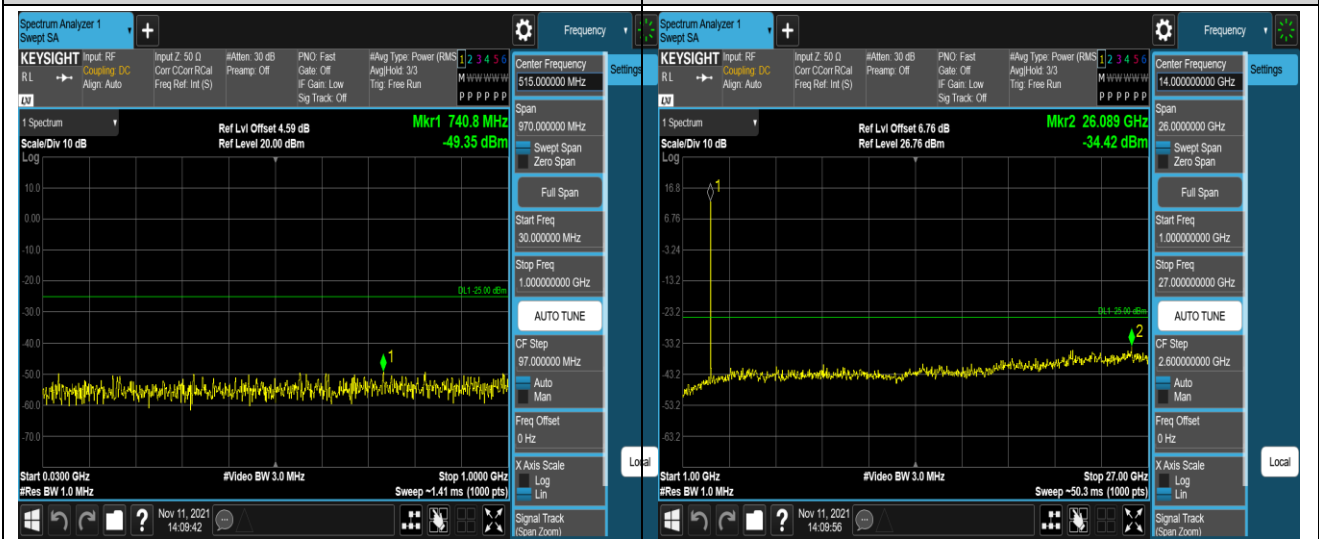 Spectrum Analyzer 1
Swept SA
+
Frequency
KEYSIGHT
RL
LXI
Input: RF
Coupling: DC
Align: Auto
Input Z: 50 Ω
Corr CCorr RCal
Freq Ref: Int (S)
#Atten: 30 dB
Preamp: Off
PNO: Fast
Gate: Off
IF Gain: Low
Sig Track: Off
#Avg Type: Power (RMS
Avg|Hold: 3/3
Trig: Free Run
1 2 3 4 5 6
M W W W W W
P P P P P P
1 Spectrum
Scale/Div 10 dB
Log
Ref Lvl Offset 4.59 dB
Ref Level 20.00 dBm
Mkr1 740.8 MHz
-49.35 dBm
10.0
0.00
-10.0
-20.0
-30.0
-40.0
-50.0
-60.0
-70.0
DL1 -25.00 dBm
1
Start 0.0300 GHz
#Res BW 1.0 MHz
#Video BW 3.0 MHz
Stop 1.0000 GHz
Sweep ~1.41 ms (1000 pts)
Center Frequency
515.000000 MHz
Settings
Span
970.000000 MHz
Swept Span
Zero Span
Full Span
Start Freq
30.000000 MHz
Stop Freq
1.000000000 GHz
AUTO TUNE
CF Step
97.000000 MHz
Auto
Man
Freq Offset
0 Hz
X Axis Scale
Log
Lin
Signal Track
(Span Zoom)
Local
?
Nov 11, 2021
14:09:42
Spectrum Analyzer 1
Swept SA
+
Frequency
KEYSIGHT
RL
LXI
Input: RF
Coupling: DC
Align: Auto
Input Z: 50 Ω
Corr CCorr RCal
Freq Ref: Int (S)
#Atten: 30 dB
Preamp: Off
PNO: Fast
Gate: Off
IF Gain: Low
Sig Track: Off
#Avg Type: Power (RMS
Avg|Hold: 3/3
Trig: Free Run
1 2 3 4 5 6
M W W W W W
P P P P P P
1 Spectrum
Scale/Div 10 dB
Log
Ref Lvl Offset 6.76 dB
Ref Level 26.76 dBm
Mkr2 26.089 GHz
-34.42 dBm
16.8
6.76
-3.24
-13.2
-23.2
-33.2
-43.2
-53.2
-63.2
1
DL1 -25.00 dBm
2
Start 1.00 GHz
#Res BW 1.0 MHz
#Video BW 3.0 MHz
Stop 27.00 GHz
Sweep ~50.3 ms (1000 pts)
Center Frequency
14.000000000 GHz
Settings
Span
26.0000000 GHz
Swept Span
Zero Span
Full Span
Start Freq
1.000000000 GHz
Stop Freq
27.000000000 GHz
AUTO TUNE
CF Step
2.600000000 GHz
Auto
Man
Freq Offset
0 Hz
X Axis Scale
Log
Lin
Signal Track
(Span Zoom)
Local
?
Nov 11, 2021
14:09:56